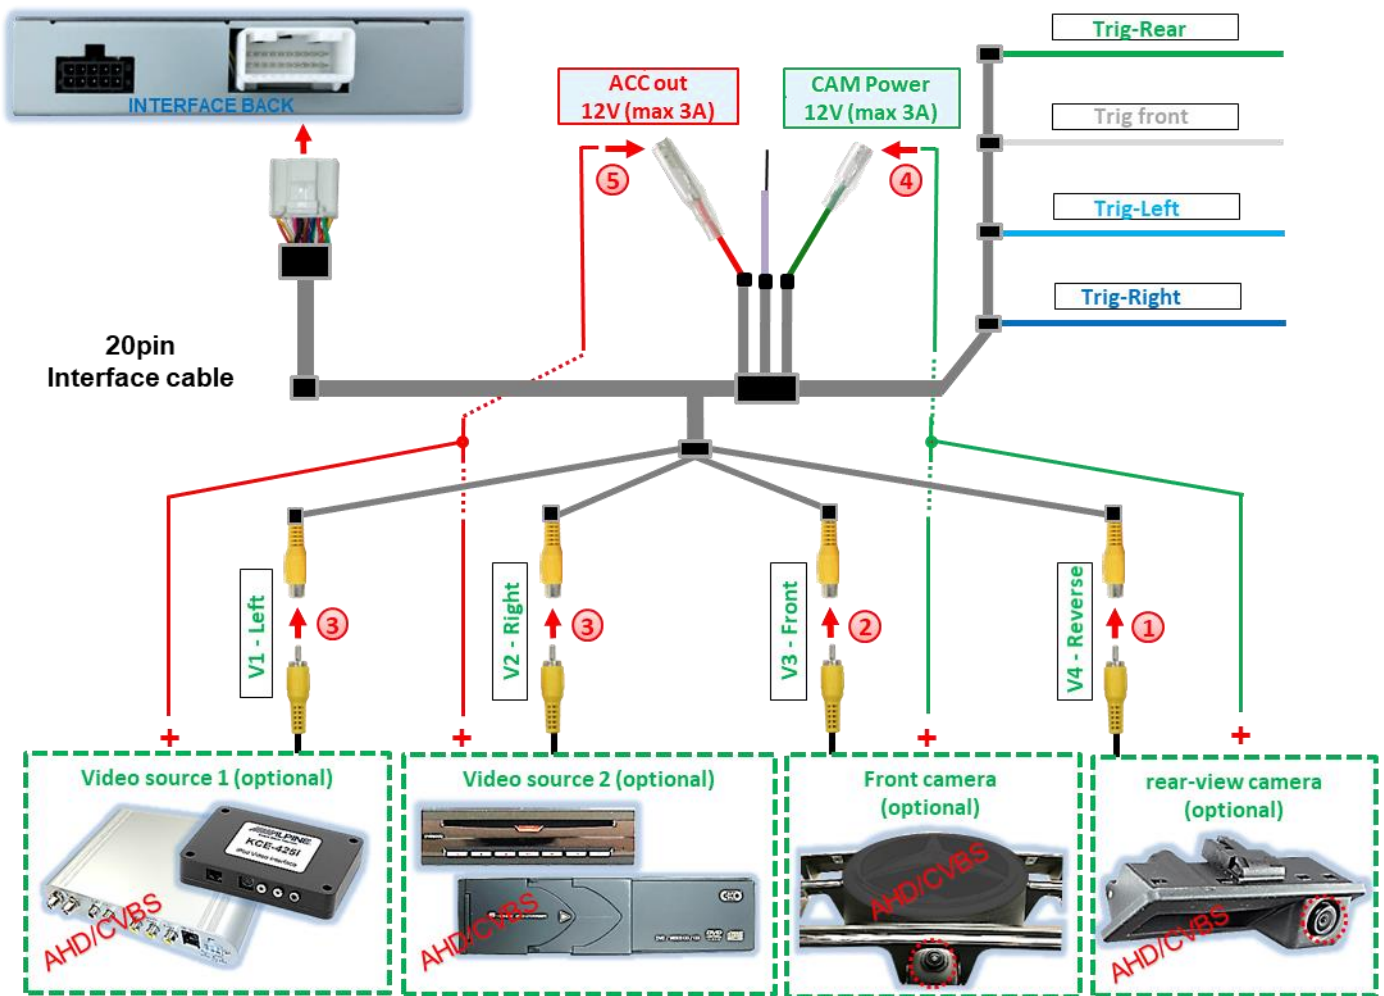 Trig-Rear
ACC out
12V (max 3A)
CAM Power
12V (max 3A)
INTERFACE BACK
Trig front
5
4
Trig-Left
Trig-Right
20pin
Interface cable
V1 - Left
3
V2 - Right
3
V3 - Front
2
V4 - Reverse
1
+
+
+
+
Video source 1 (optional)
Video source 2 (optional)
Front camera
(optional)
rear-view camera
(optional)
ALPINE
KCE-425i
iPod Video Interface
AHD/CVBS
AHD/CVBS
AHD/CVBS
AHD/CVBS